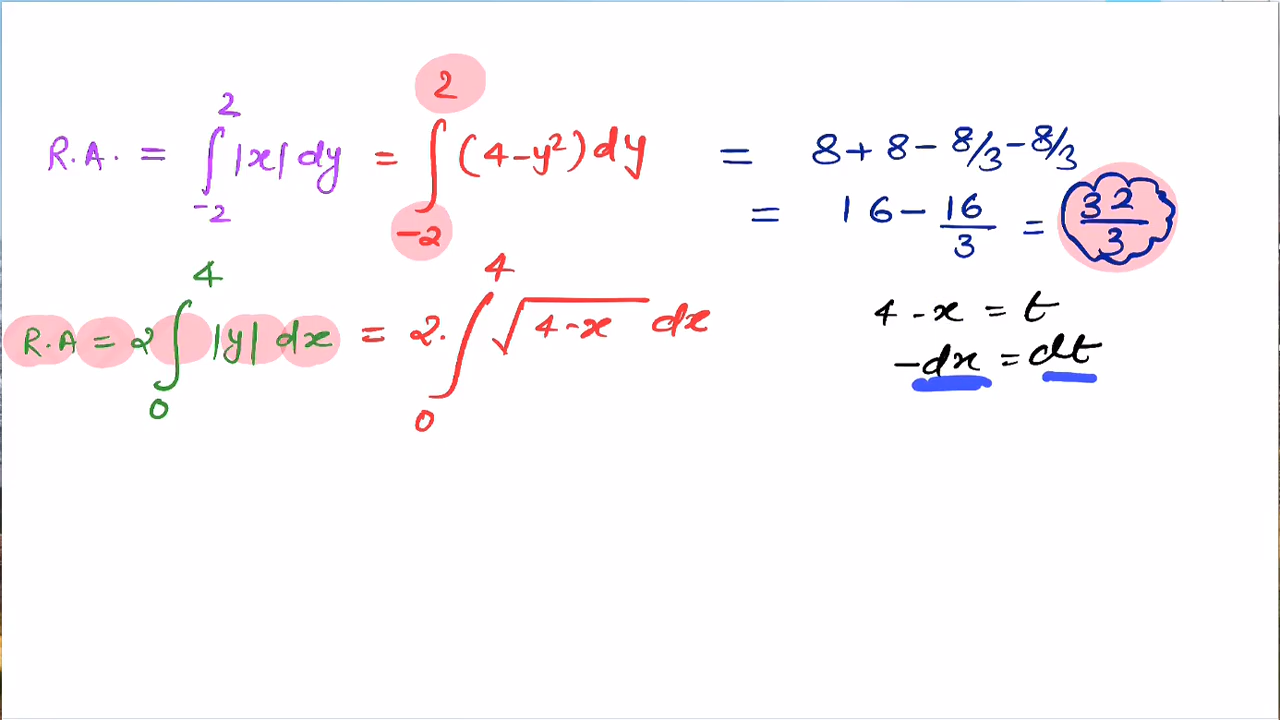 R.A. = ∫_{-2}^{2} |x| dy = ∫_{-2}^{2} (4-y²) dy = 8+8-8/3-8/3
= 16 - 16/3 = 32/3
R.A = 2 ∫_{0}^{4} |y| dx = 2. ∫_{0}^{4} √(4-x) dx
4-x = t
-dx = dt